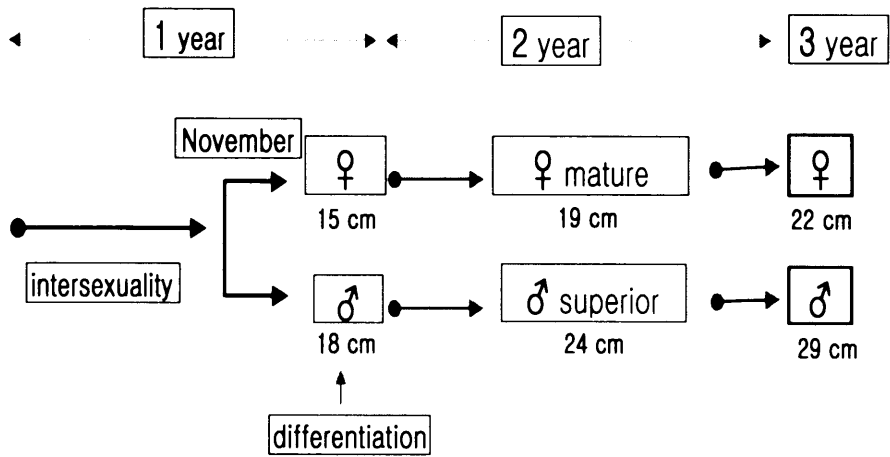 1 year
2 year
3 year
November
♀
♀ mature
♀
15 cm
19 cm
22 cm
intersexuality
♂
♂ superior
♂
18 cm
24 cm
29 cm
differentiation